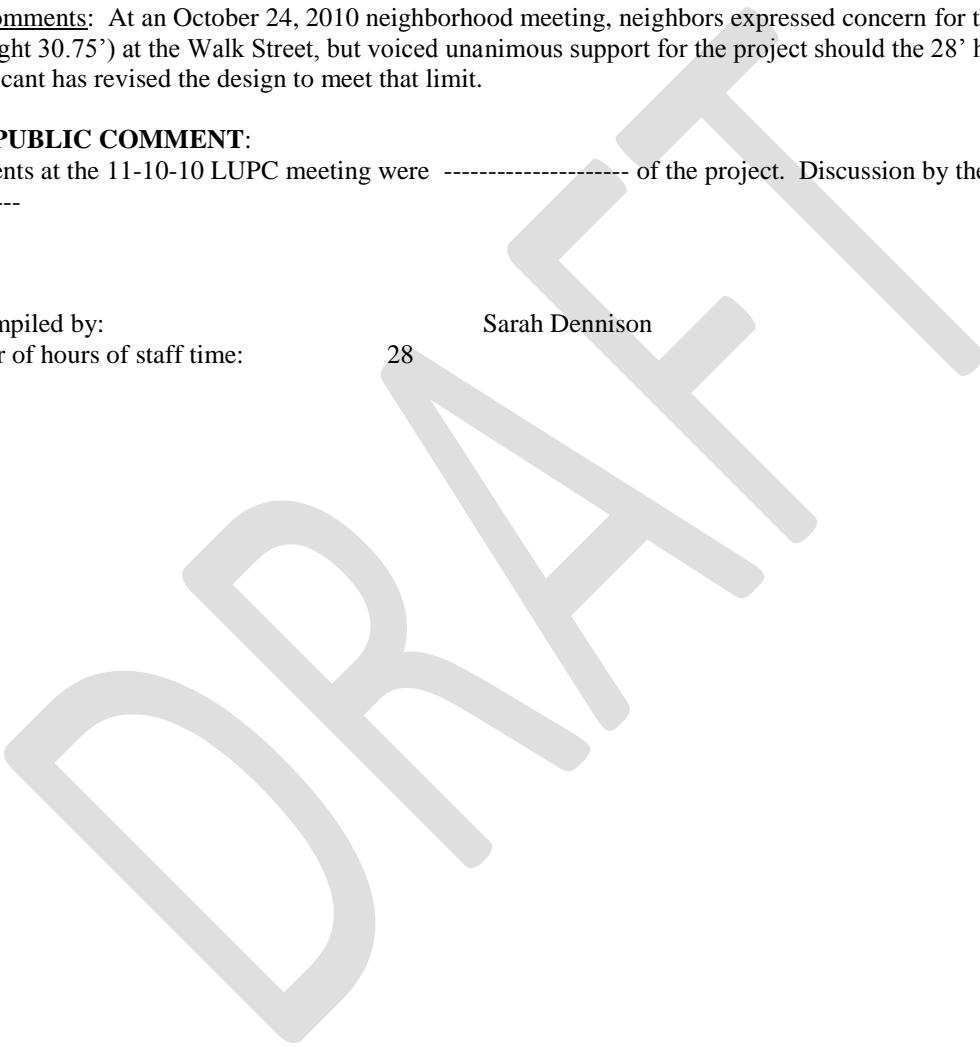 omments: At an October 24, 2010 neighborhood meeting, neighbors expressed concern for t
ght 30.75’) at the Walk Street, but voiced unanimous support for the project should the 28’ h
icant has revised the design to meet that limit.
PUBLIC COMMENT:
ents at the 11-10-10 LUPC meeting were --------------------- of the project. Discussion by the
---
mpiled by: Sarah Dennison
r of hours of staff time: 28
DRAFT